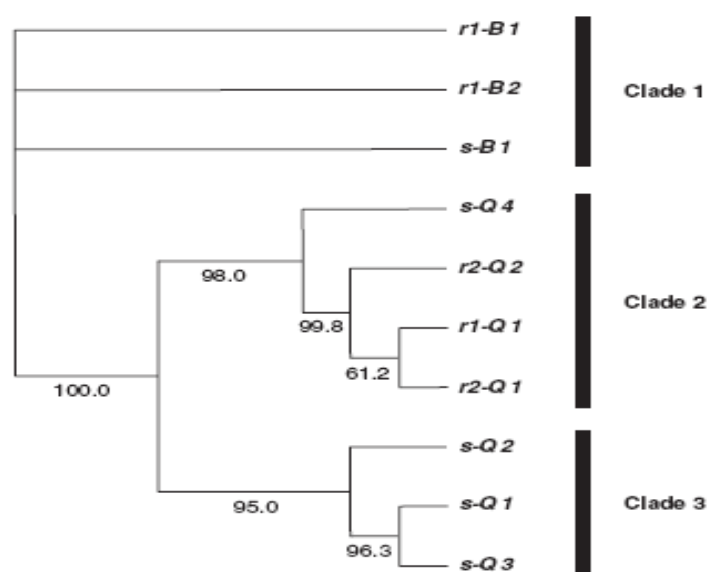 r1-B1
r1-B2
Clade 1
s-B1
s-Q4
98.0
r2-Q2
Clade 2
99.8
r1-Q1
61.2
r2-Q1
100.0
s-Q2
95.0
s-Q1
Clade 3
96.3
s-Q3